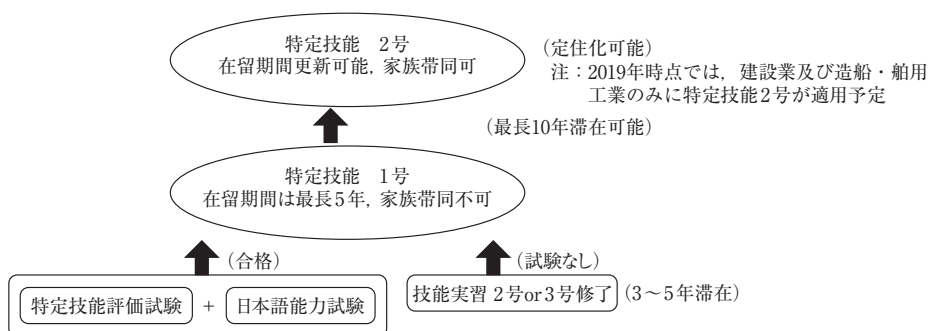 特定技能　2号
在留期間更新可能，家族帯同可
(定住化可能)
注：2019年時点では，建設業及び造船・舶用
工業のみに特定技能2号が適用予定
(最長10年滞在可能)
特定技能　1号
在留期間は最長5年，家族帯同不可
(合格)
(試験なし)
特定技能評価試験 + 日本語能力試験
技能実習 2号or3号修了 (3～5年滞在)